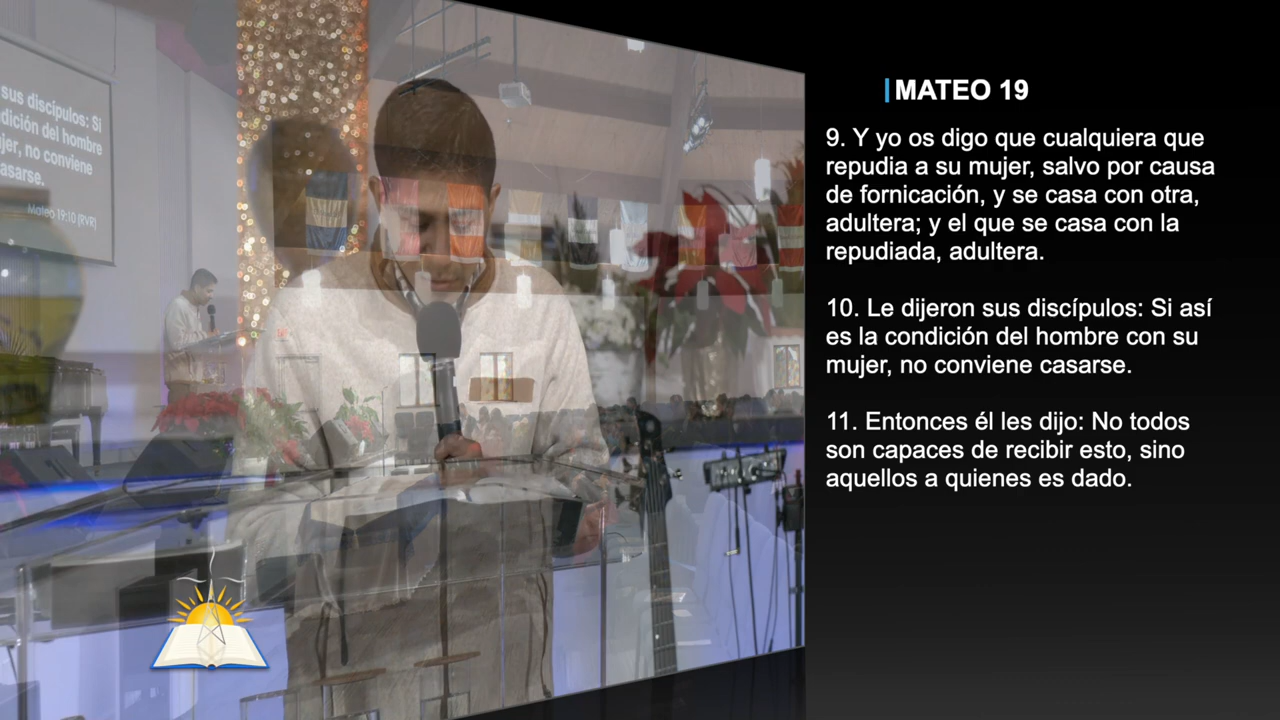 sus discípulos: Si
dición del hombre
jer, no conviene
asarse.
Mateo 19:10 (RVR)
MATEO 19
9. Y yo os digo que cualquiera que
repudia a su mujer, salvo por causa
de fornicación, y se casa con otra,
adultera; y el que se casa con la
repudiada, adultera.
10. Le dijeron sus discípulos: Si así
es la condición del hombre con su
mujer, no conviene casarse.
11. Entonces él les dijo: No todos
son capaces de recibir esto, sino
aquellos a quienes es dado.